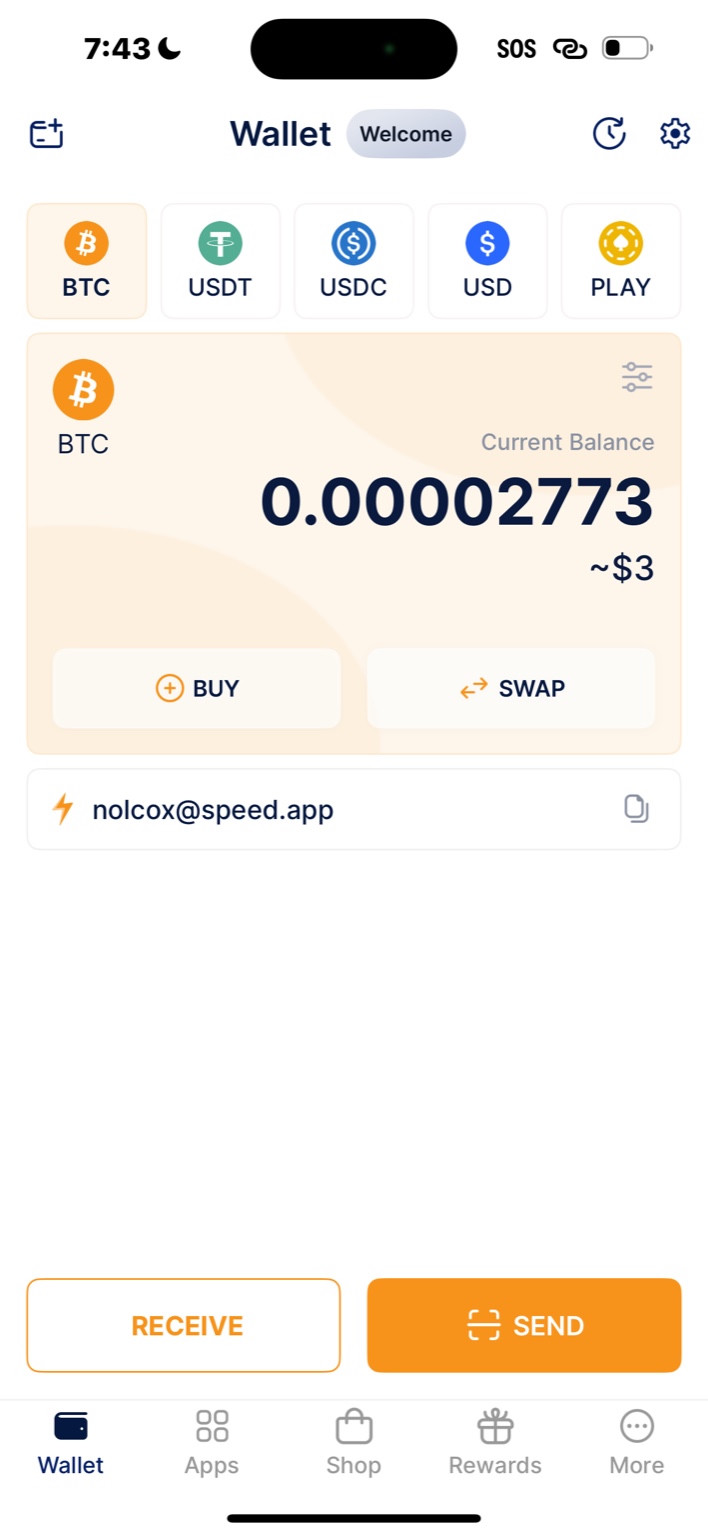 7:43 SOS
Wallet Welcome
BTC USDT USDC USD PLAY
BTC
Current Balance
0.00002773
~$3
BUY SWAP
nolcox@speed.app
RECEIVE SEND
Wallet Apps Shop Rewards More